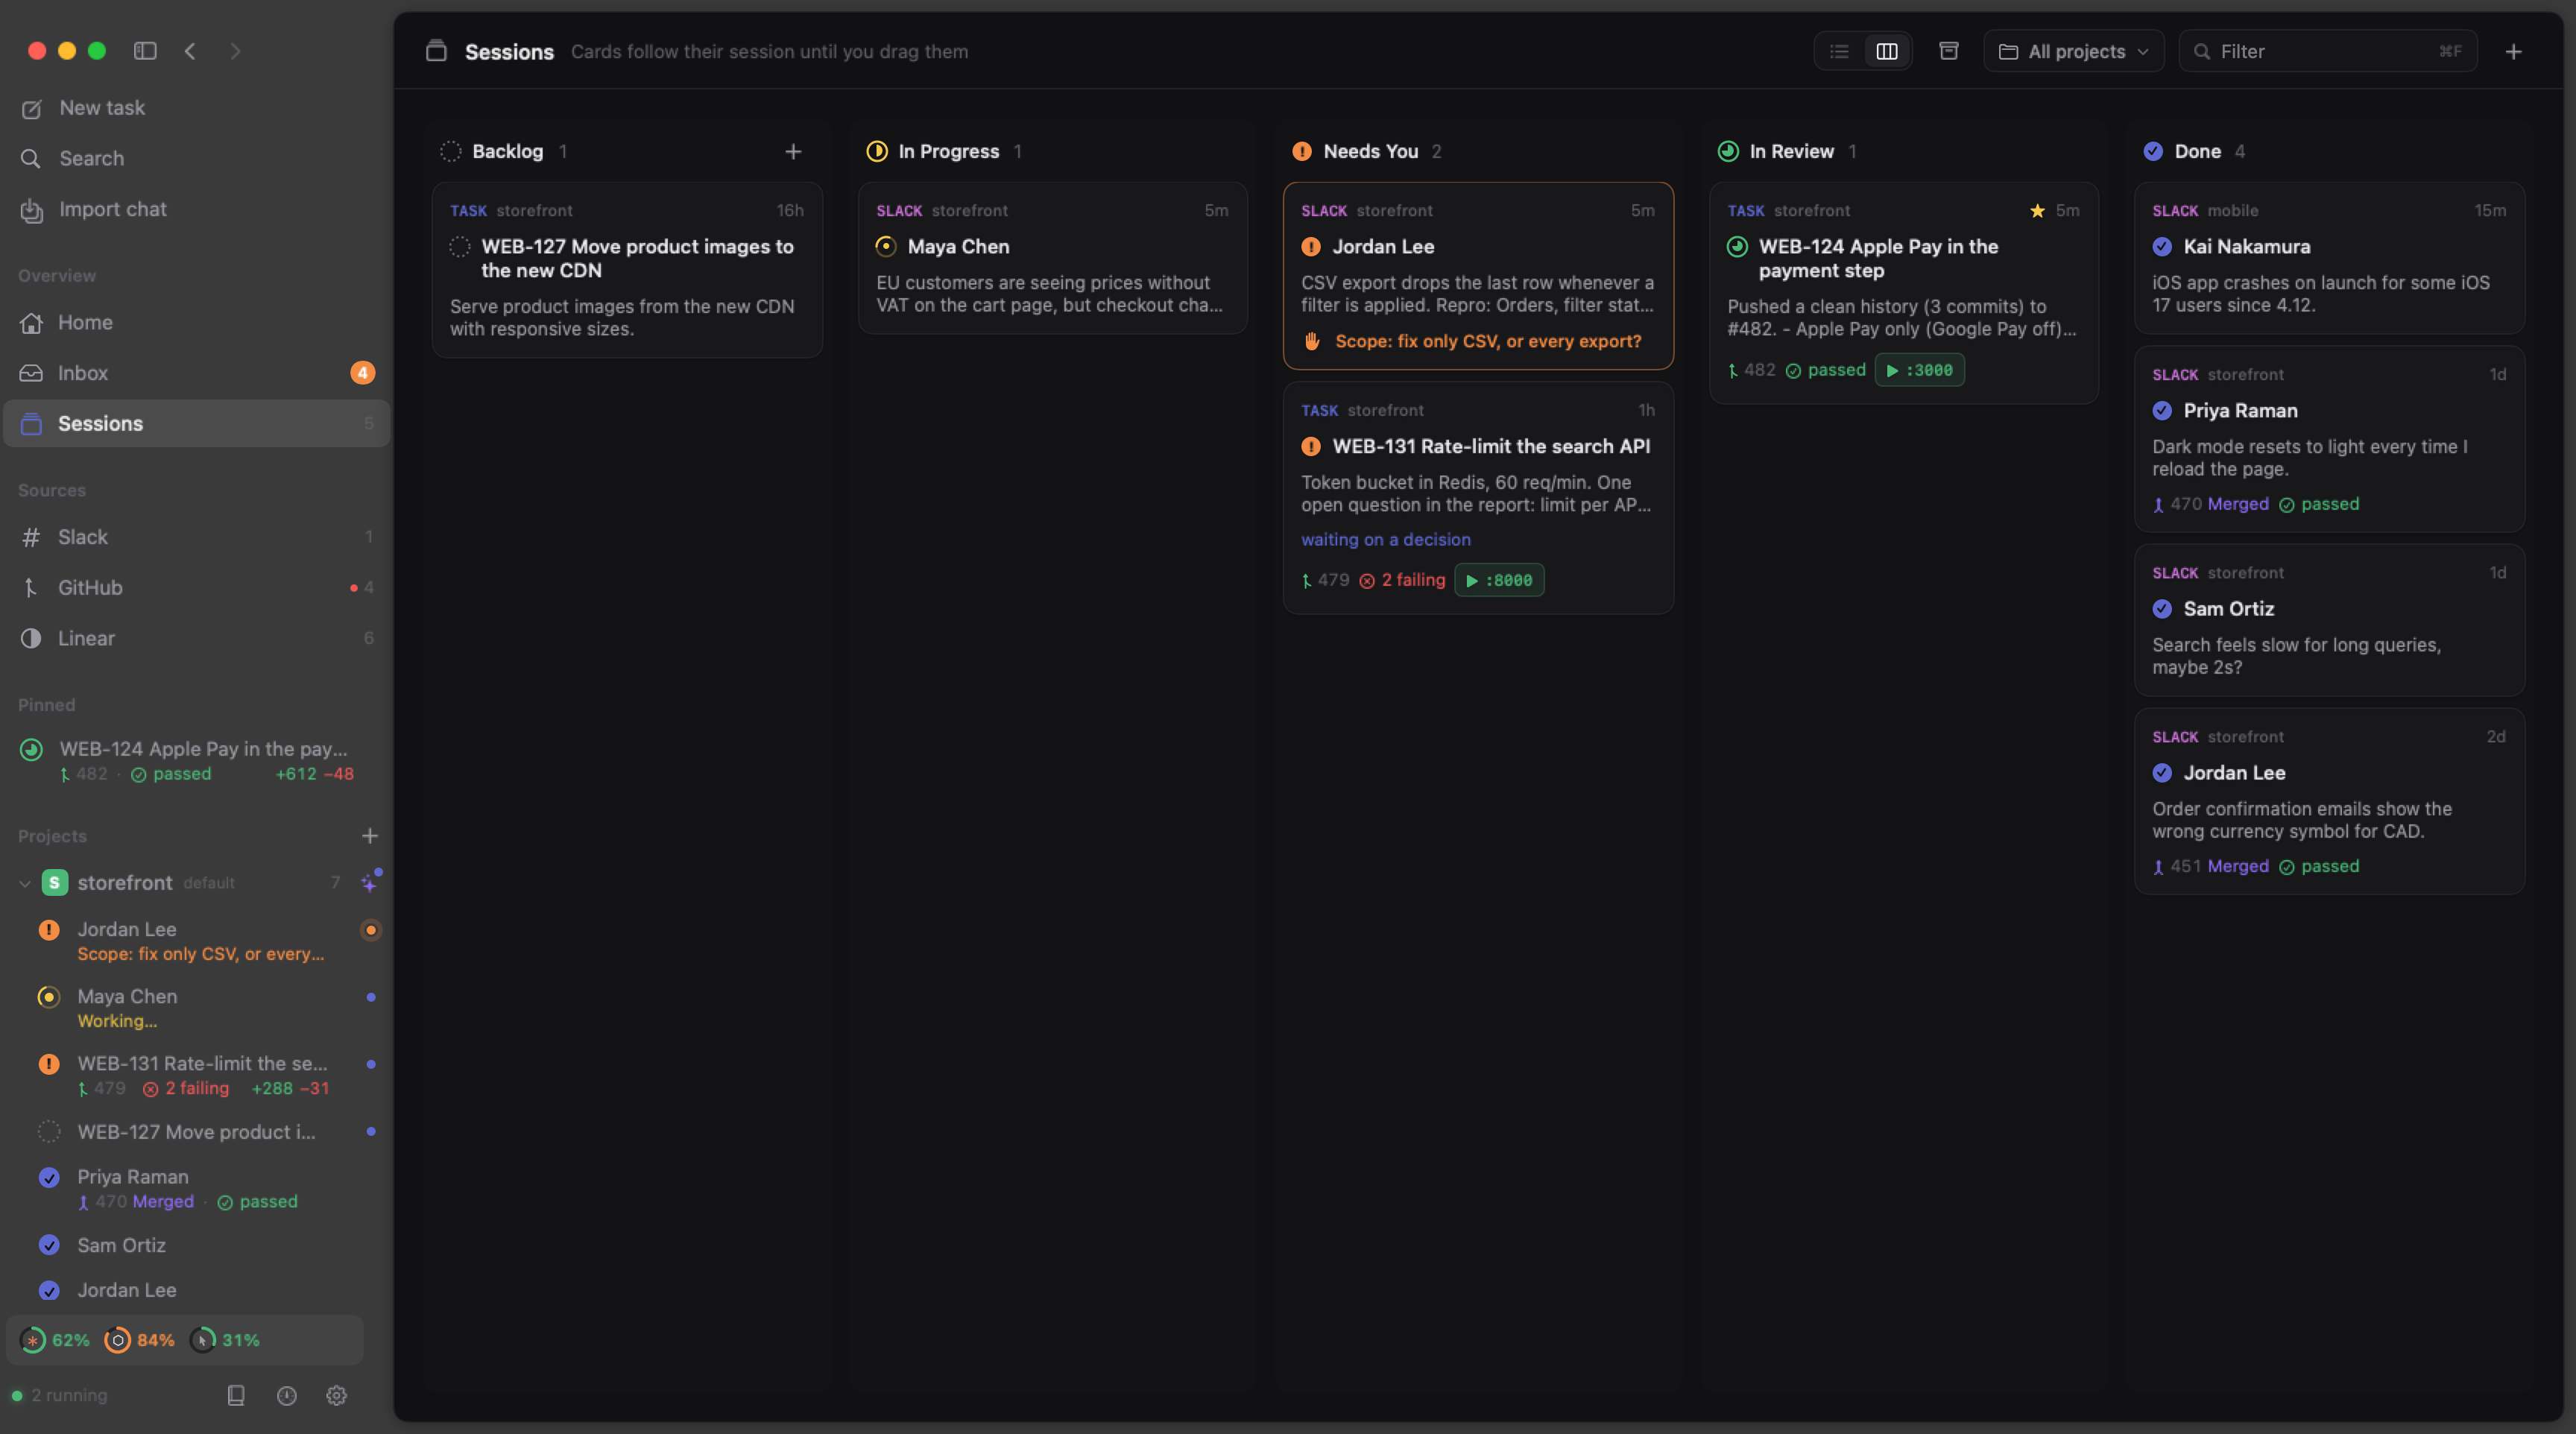 New task
Search
Import chat
Overview
Home
Inbox 4
Sessions 5
Sources
Slack 1
GitHub 4
Linear 6
Pinned
WEB-124 Apple Pay in the pay...
482 · passed +612 −48
Projects
S storefront default 7
Jordan Lee
Scope: fix only CSV, or every...
Maya Chen
Working...
WEB-131 Rate-limit the se...
479 2 failing +288 −31
WEB-127 Move product i...
Priya Raman
470 Merged · passed
Sam Ortiz
Jordan Lee
62% 84% 31%
2 running
Sessions Cards follow their session until you drag them
All projects
Filter ⌘F
Backlog 1
TASK storefront 16h
WEB-127 Move product images to
the new CDN
Serve product images from the new CDN
with responsive sizes.
In Progress 1
SLACK storefront 5m
Maya Chen
EU customers are seeing prices without
VAT on the cart page, but checkout cha...
Needs You 2
SLACK storefront 5m
Jordan Lee
CSV export drops the last row whenever a
filter is applied. Repro: Orders, filter stat...
Scope: fix only CSV, or every export?
TASK storefront 1h
WEB-131 Rate-limit the search API
Token bucket in Redis, 60 req/min. One
open question in the report: limit per AP...
waiting on a decision
479 2 failing :8000
In Review 1
TASK storefront 5m
WEB-124 Apple Pay in the
payment step
Pushed a clean history (3 commits) to
#482. - Apple Pay only (Google Pay off)...
482 passed :3000
Done 4
SLACK mobile 15m
Kai Nakamura
iOS app crashes on launch for some iOS
17 users since 4.12.
SLACK storefront 1d
Priya Raman
Dark mode resets to light every time I
reload the page.
470 Merged passed
SLACK storefront 1d
Sam Ortiz
Search feels slow for long queries,
maybe 2s?
SLACK storefront 2d
Jordan Lee
Order confirmation emails show the
wrong currency symbol for CAD.
451 Merged passed